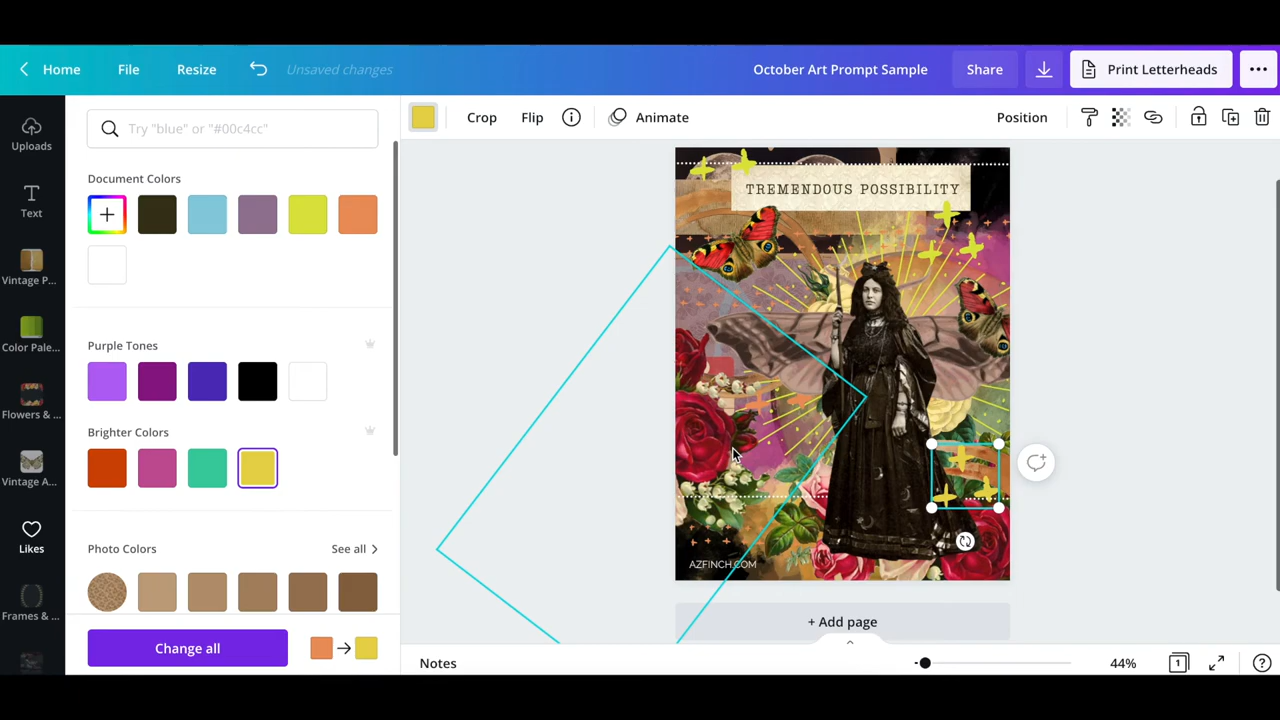 Home
File
Resize
Unsaved changes
October Art Prompt Sample
Share
Print Letterheads
Try "blue" or "#00c4cc"
Crop
Flip
Animate
Position
Uploads
Text
Vintage P...
Color Pale...
Flowers & ...
Vintage A...
Likes
Frames & ...
Document Colors
Purple Tones
Brighter Colors
Photo Colors
See all
Change all
TREMENDOUS POSSIBILITY
AZFINCH.COM
+ Add page
Notes
44%
1